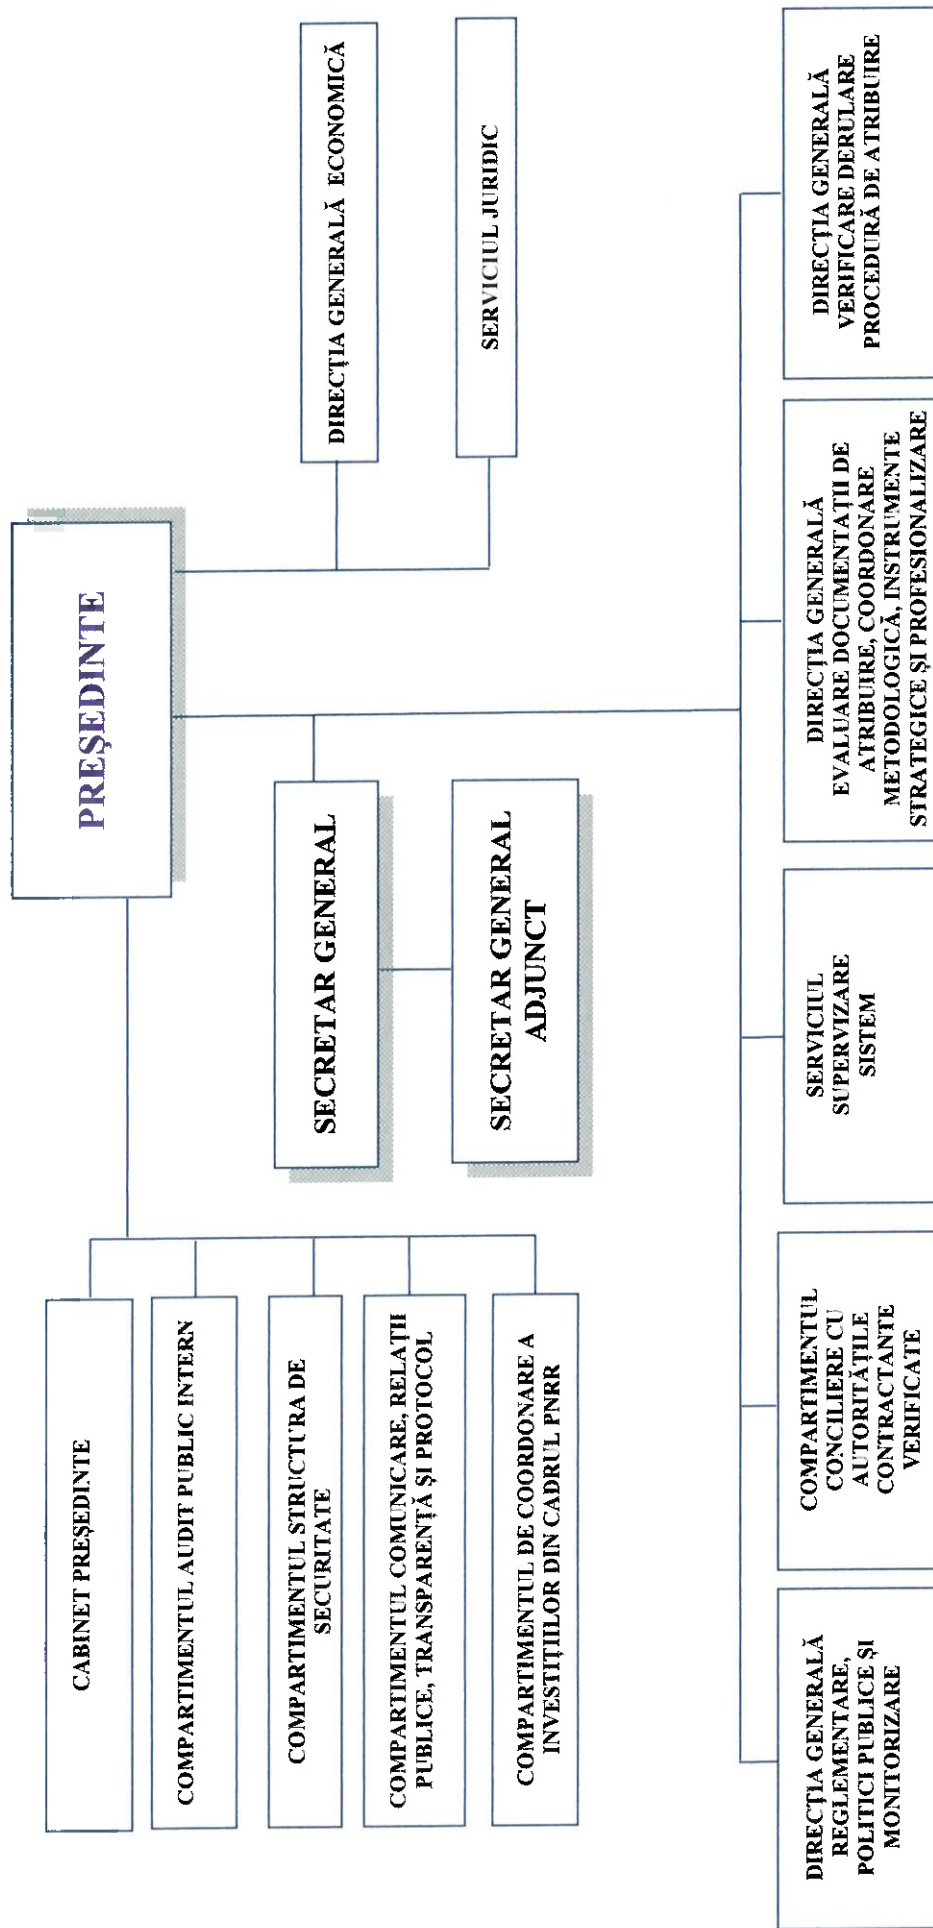 PREȘEDINTE
CABINET PREȘEDINTE
COMPARTIMENTUL AUDIT PUBLIC INTERN
COMPARTIMENTUL STRUCTURA DE
SECURITATE
COMPARTIMENTUL COMUNICARE, RELAȚII
PUBLICE, TRANSPARENȚĂ ȘI PROTOCOL
COMPARTIMENTUL DE COORDONARE A
INVESTIȚIILOR DIN CADRUL PNRR
SECRETAR GENERAL
SECRETAR GENERAL
ADJUNCT
DIRECȚIA GENERALĂ ECONOMICĂ
SERVICIUL JURIDIC
DIRECȚIA GENERALĂ
REGLEMENTARE,
POLITICI PUBLICE ȘI
MONITORIZARE
COMPARTIMENTUL
CONCILIERE CU
AUTORITĂȚILE
CONTRACTANTE
VERIFICATE
SERVICIUL
SUPERVIZARE
SISTEM
DIRECȚIA GENERALĂ
EVALUARE DOCUMENTAȚII DE
ATRIBUIRE, COORDONARE
METODOLOGICĂ, INSTRUMENTE
STRATEGICE ȘI PROFESIONALIZARE
DIRECȚIA GENERALĂ
VERIFICARE DERULARE
PROCEDURĂ DE ATRIBUIRE